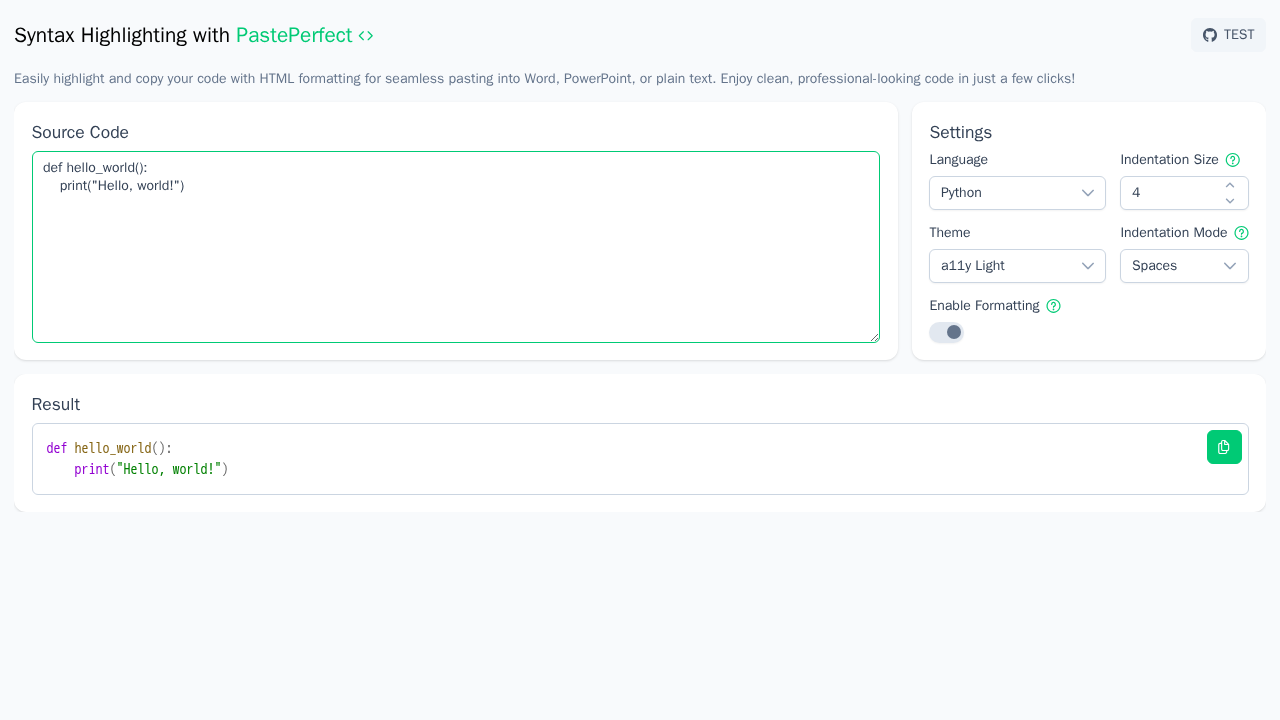 Syntax Highlighting with PastePerfect
TEST
Easily highlight and copy your code with HTML formatting for seamless pasting into Word, PowerPoint, or plain text. Enjoy clean, professional-looking code in just a few clicks!
Source Code
def hello_world():
    print("Hello, world!")
Settings
Language
Indentation Size
Python
4
Theme
Indentation Mode
a11y Light
Spaces
Enable Formatting
Result
def hello_world():
    print("Hello, world!")